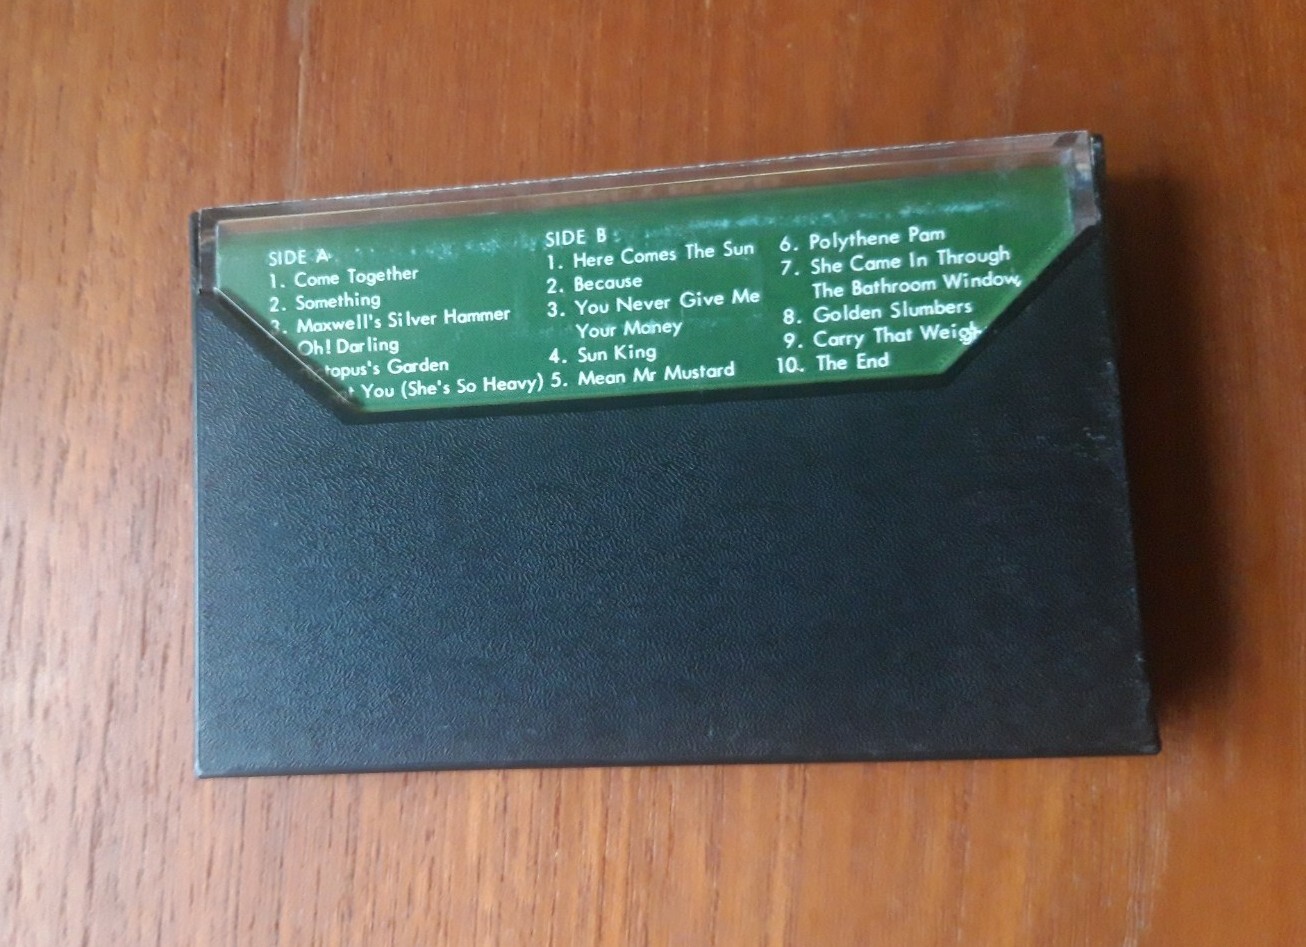 SIDE A
1. Come Together
2. Something
3. Maxwell's Silver Hammer
Oh! Darling
ctopus's Garden
You (She's So Heavy)
SIDE B
1. Here Comes The Sun
2. Because
3. You Never Give Me
Your Money
4. Sun King
5. Mean Mr Mustard
6. Polythene Pam
7. She Came In Through
The Bathroom Window
8. Golden Slumbers
9. Carry That Weigh
10. The End